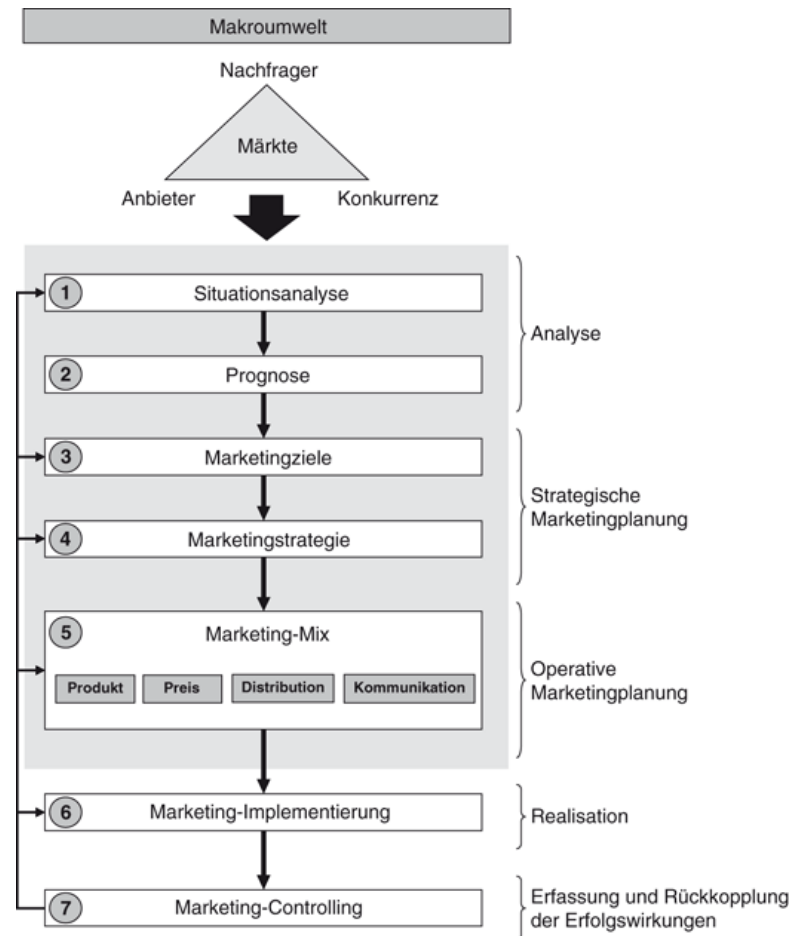 Makroumwelt
Nachfrager
Märkte
Anbieter
Konkurrenz
1
Situationsanalyse
2
Prognose
Analyse
3
Marketingziele
4
Marketingstrategie
Strategische
Marketingplanung
5
Marketing-Mix
Produkt
Preis
Distribution
Kommunikation
Operative
Marketingplanung
6
Marketing-Implementierung
Realisation
7
Marketing-Controlling
Erfassung und Rückkopplung
der Erfolgswirkungen